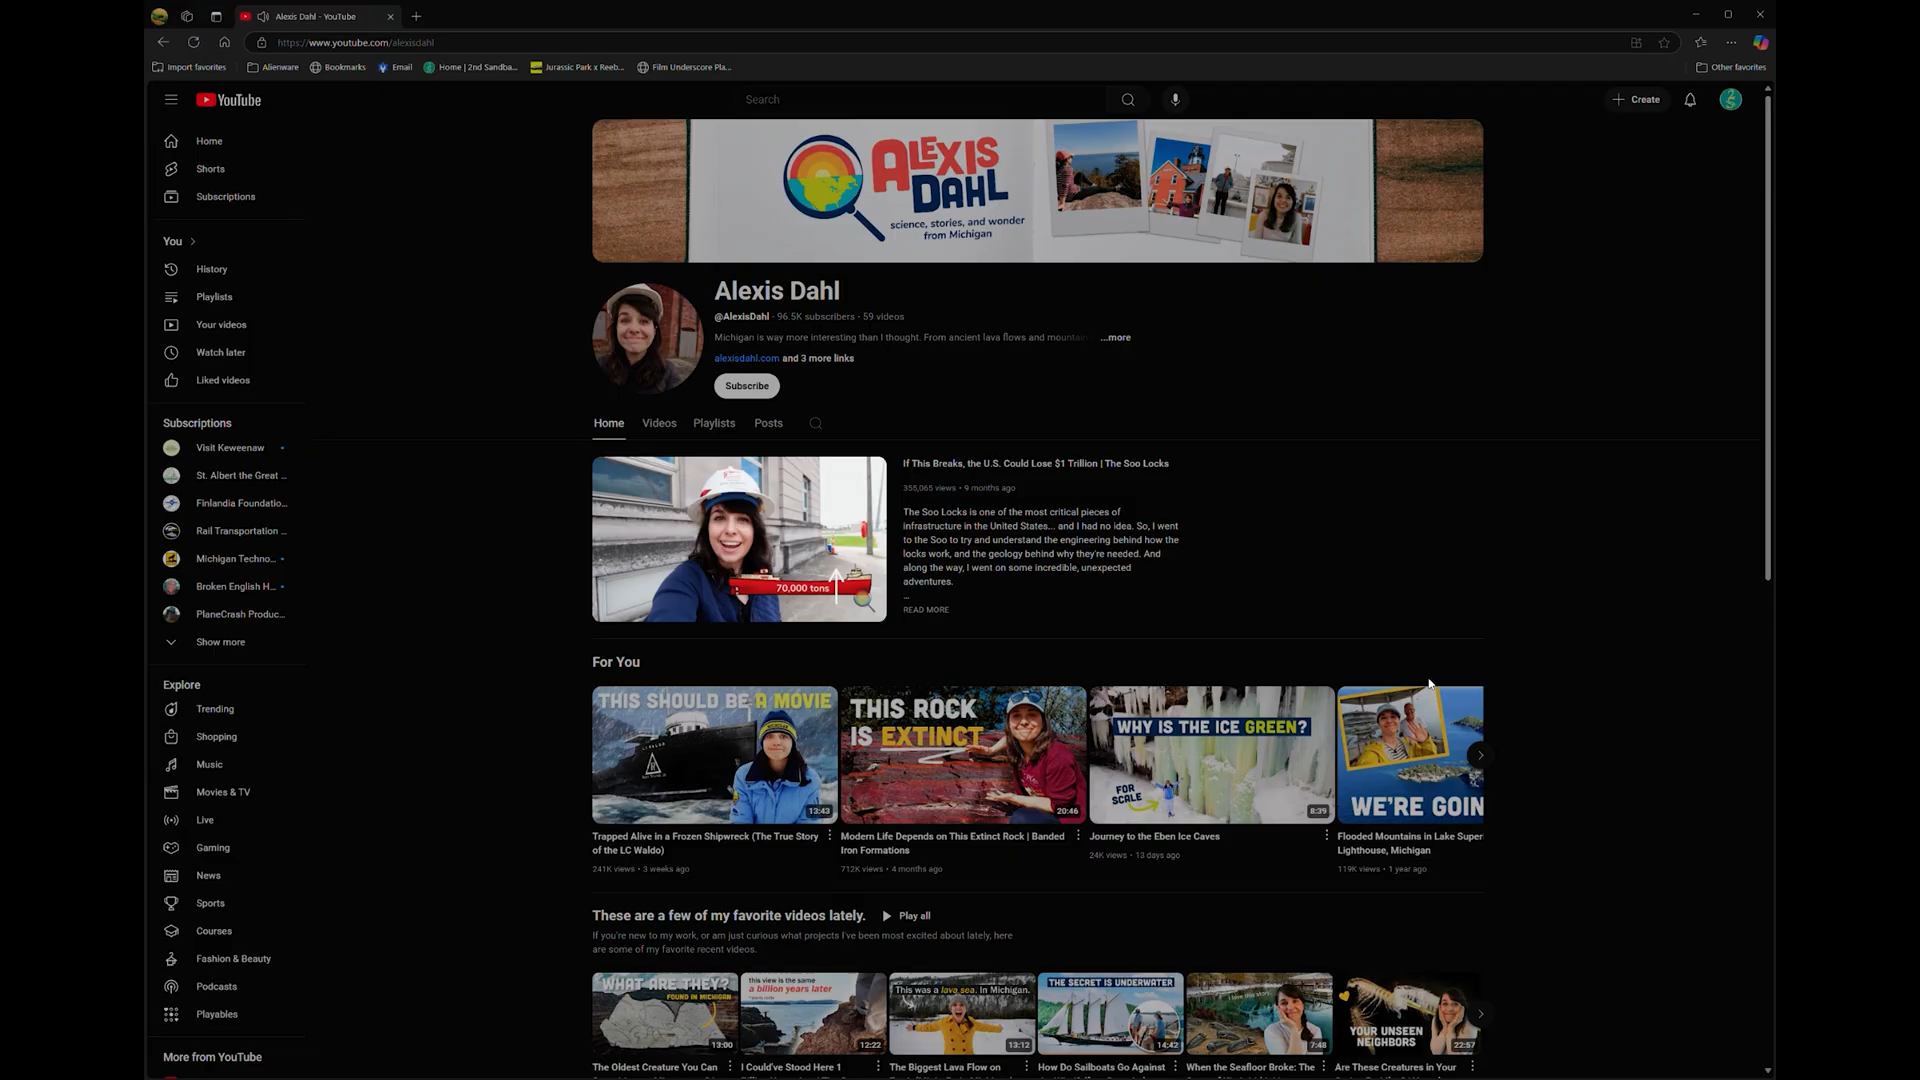 Alexis Dahl - YouTube
https://www.youtube.com/alexisdahl
Import favorites
Alienware
Bookmarks
Email
Home | 2nd Sandba...
Jurassic Park x Reeb...
Film Underscore Pla...
Other favorites
YouTube
Search
Create
Home
Shorts
Subscriptions
You
History
Playlists
Your videos
Watch later
Liked videos
Subscriptions
Visit Keweenaw
St. Albert the Great ...
Finlandia Foundatio...
Rail Transportation ...
Michigan Techno...
Broken English H...
PlaneCrash Produc...
Show more
Explore
Trending
Shopping
Music
Movies & TV
Live
Gaming
News
Sports
Courses
Fashion & Beauty
Podcasts
Playables
More from YouTube
ALEXIS
DAHL
science, stories, and wonder
from Michigan
Alexis Dahl
@AlexisDahl · 96.5K subscribers · 59 videos
Michigan is way more interesting than I thought. From ancient lava flows and mountain ...more
alexisdahl.com and 3 more links
Subscribe
Home Videos Playlists Posts
70,000 tons
If This Breaks, the U.S. Could Lose $1 Trillion | The Soo Locks
355,065 views • 9 months ago
The Soo Locks is one of the most critical pieces of
infrastructure in the United States... and I had no idea. So, I went
to the Soo to try and understand the engineering behind how the
locks work, and the geology behind why they're needed. And
along the way, I went on some incredible, unexpected
adventures.
...
READ MORE
For You
THIS SHOULD BE A MOVIE
13:43
Trapped Alive in a Frozen Shipwreck (The True Story
of the LC Waldo)
241K views • 3 weeks ago
THIS ROCK
IS EXTINCT
20:46
Modern Life Depends on This Extinct Rock | Banded
Iron Formations
712K views • 4 months ago
WHY IS THE ICE GREEN?
FOR
SCALE
8:39
Journey to the Eben Ice Caves
24K views • 13 days ago
WE'RE GOIN
Flooded Mountains in Lake Super
Lighthouse, Michigan
119K views • 1 year ago
These are a few of my favorite videos lately.
Play all
If you're new to my work, or am just curious what projects I've been most excited about lately, here
are some of my favorite recent videos.
WHAT ARE THEY?
FOUND IN MICHIGAN
13:00
The Oldest Creature You Can
this view is the same
a billion years later
12:22
I Could've Stood Here 1
This was a lava sea. In Michigan.
13:12
The Biggest Lava Flow on
THE SECRET IS UNDERWATER
14:42
How Do Sailboats Go Against
I love this story
7:48
When the Seafloor Broke: The
YOUR UNSEEN
NEIGHBORS
22:57
Are These Creatures in Your